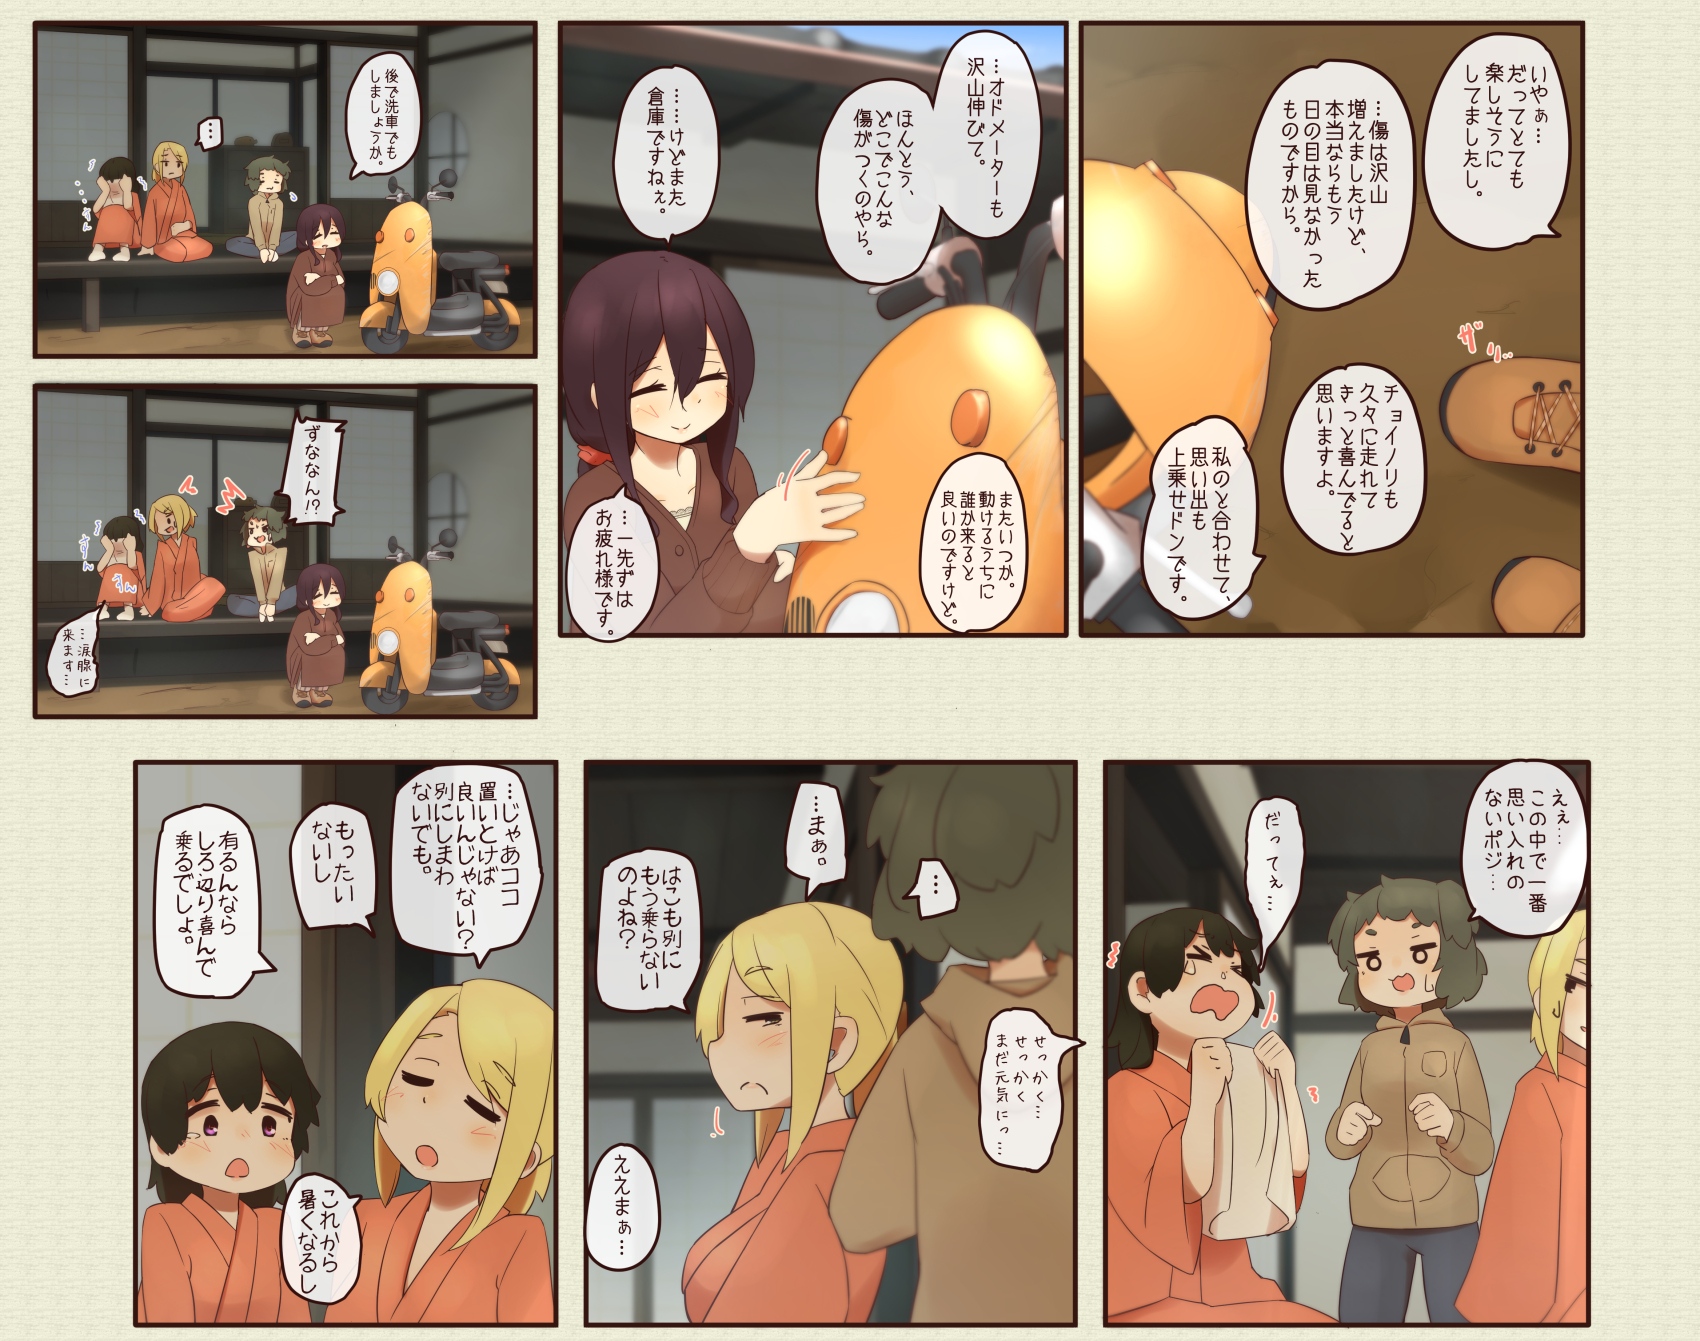 いやぁ…
だってとても
楽しそうに
してましたし。
…傷は沢山
増えましたけど、
本当ならもう
日の目は見なかった
ものですから。
ザリ…
チョイノリも
久々に走れて
きっと喜んでると
思いますよ。
私のと合わせて、
思い出も
上乗せドンです。
…オドメーターも
沢山伸びて。
ほんとう、
どこでこんな
傷がつくのやら。
……けどまた
倉庫ですねぇ。
またいつか。
動けるうちに
誰か来ると
良いのですけど。
…一先ずは
お疲れ様です。
後で洗車でも
しましょうか。
…
ずななん!?
すん
すん
…涙腺に
来ます…
ええ…
この中で一番
思い入れの
ないポジ…
だってぇ…
せっかく…
せっかく
まだ元気にっ…
…
…まぁ。
はこも別に
もう乗らない
のよね?
ええまぁ…
…じゃあココ
置いとけば
良いんじゃない?
別にしまわ
ないでも。
もったい
ないし
有るんなら
しろ辺り喜んで
乗るでしょ。
これから
暑くなるし